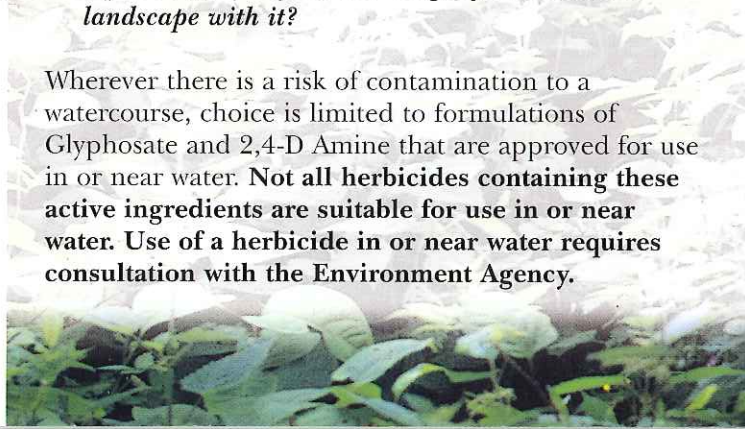 landscape with it?
Wherever there is a risk of contamination to a
watercourse, choice is limited to formulations of
Glyphosate and 2,4-D Amine that are approved for use
in or near water. Not all herbicides containing these
active ingredients are suitable for use in or near
water. Use of a herbicide in or near water requires
consultation with the Environment Agency.